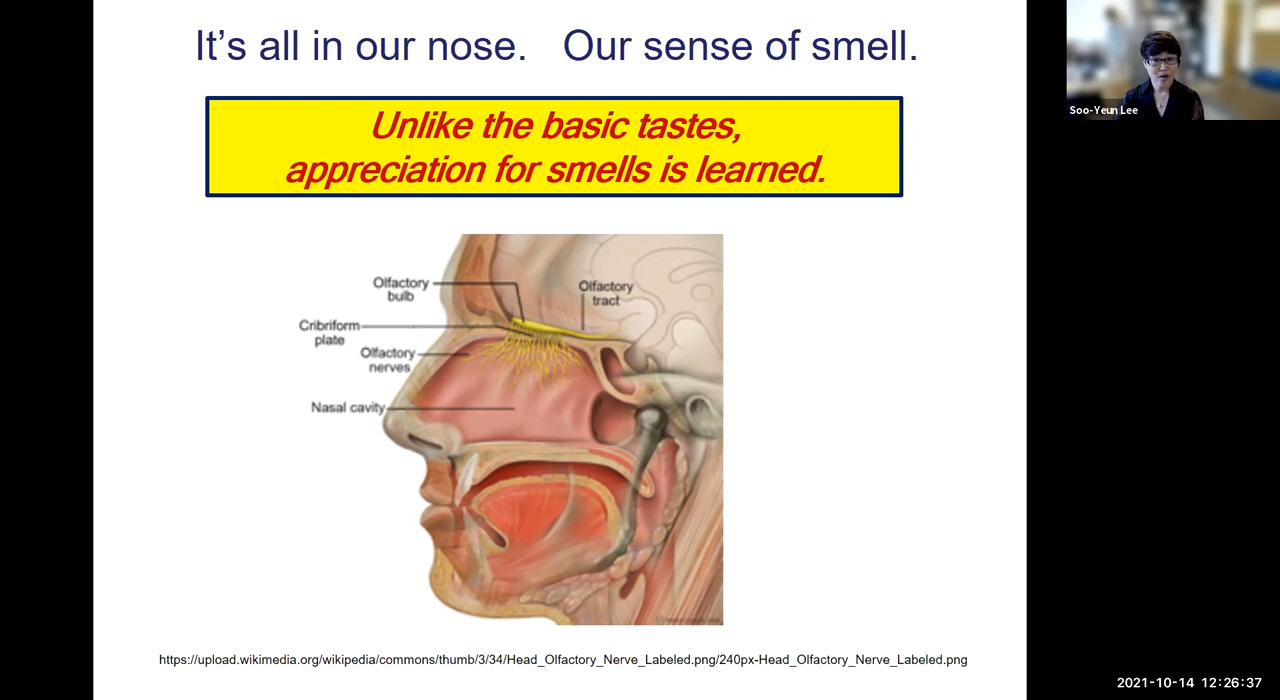 It's all in our nose.   Our sense of smell.
Soo-Yeun Lee
Unlike the basic tastes,
appreciation for smells is learned.
Olfactory
bulb
Olfactory
tract
Cribriform
plate
Olfactory
nerves
Nasal cavity
https://upload.wikimedia.org/wikipedia/commons/thumb/3/34/Head_Olfactory_Nerve_Labeled.png/240px-Head_Olfactory_Nerve_Labeled.png
2021-10-14 12:26:37